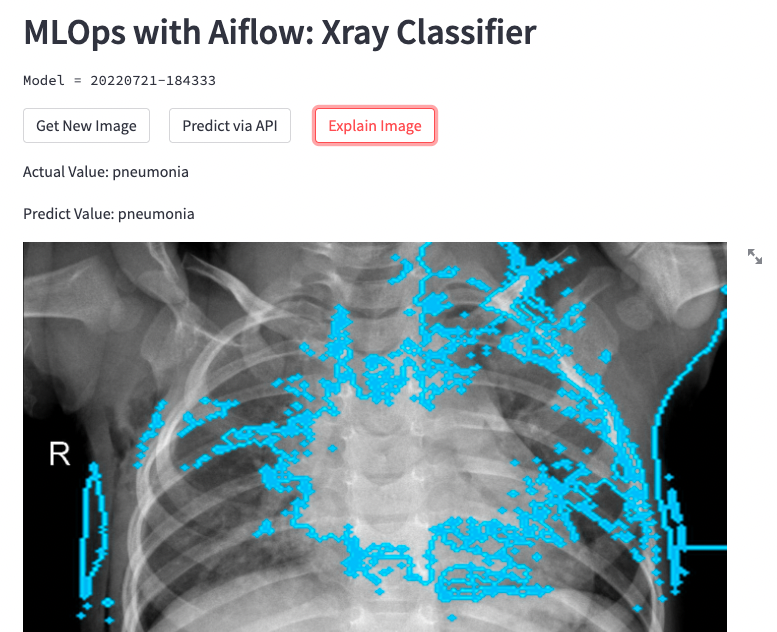 MLOps with Aiflow: Xray Classifier
Model = 20220721-184333
Get New Image
Predict via API
Explain Image
Actual Value: pneumonia
Predict Value: pneumonia
R